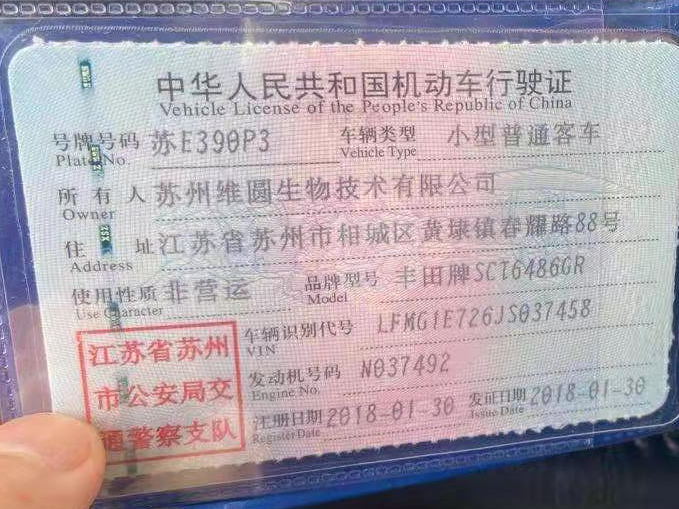 中华人民共和国机动车行驶证
Vehicle License of the People's Republic of China
号牌号码 苏E390P3 车辆类型 小型普通客车
Plate No. Vehicle Type
所有人 苏州维圆生物技术有限公司
Owner
住址 江苏省苏州市相城区黄埭镇春耀路88号
Address
使用性质 非营运 品牌型号 丰田牌SCT6486GR
Use Character Model
江苏省苏州
市公安局交
通警察支队
车辆识别代号 LFMG1E726JS037458
VIN
发动机号码 N037492
Engine No.
注册日期 2018-01-30 发证日期 2018-01-30
Register Date Issue Date